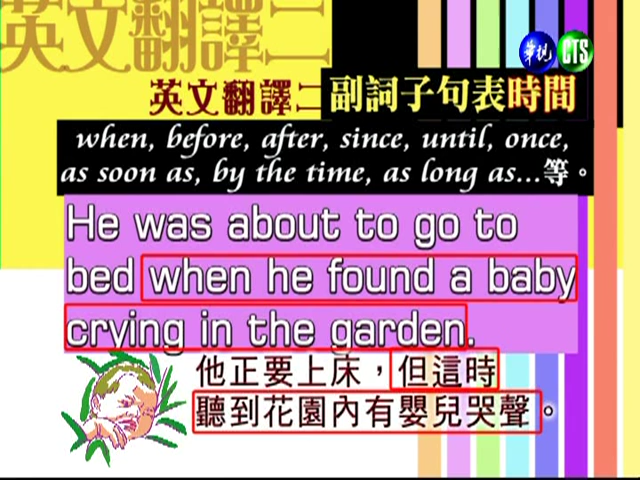 英文翻譯二
華視 CTS
英文翻譯二 副詞子句表時間
when, before, after, since, until, once,
as soon as, by the time, as long as...等。
He was about to go to
bed when he found a baby
crying in the garden.
他正要上床，但這時
聽到花園內有嬰兒哭聲。